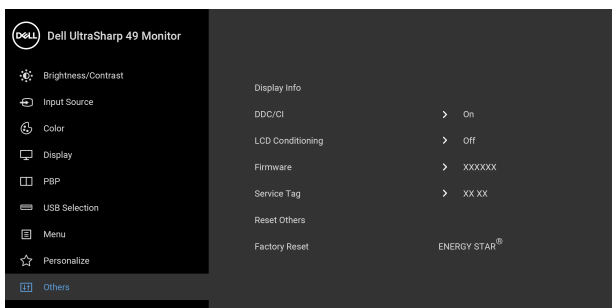 DELL Dell UltraSharp 49 Monitor
Brightness/Contrast
Input Source
Color
Display
PBP
USB Selection
Menu
Personalize
Others
Display Info
DDC/CI > On
LCD Conditioning > Off
Firmware > XXXXXX
Service Tag > XX XX
Reset Others
Factory Reset ENERGY STAR®